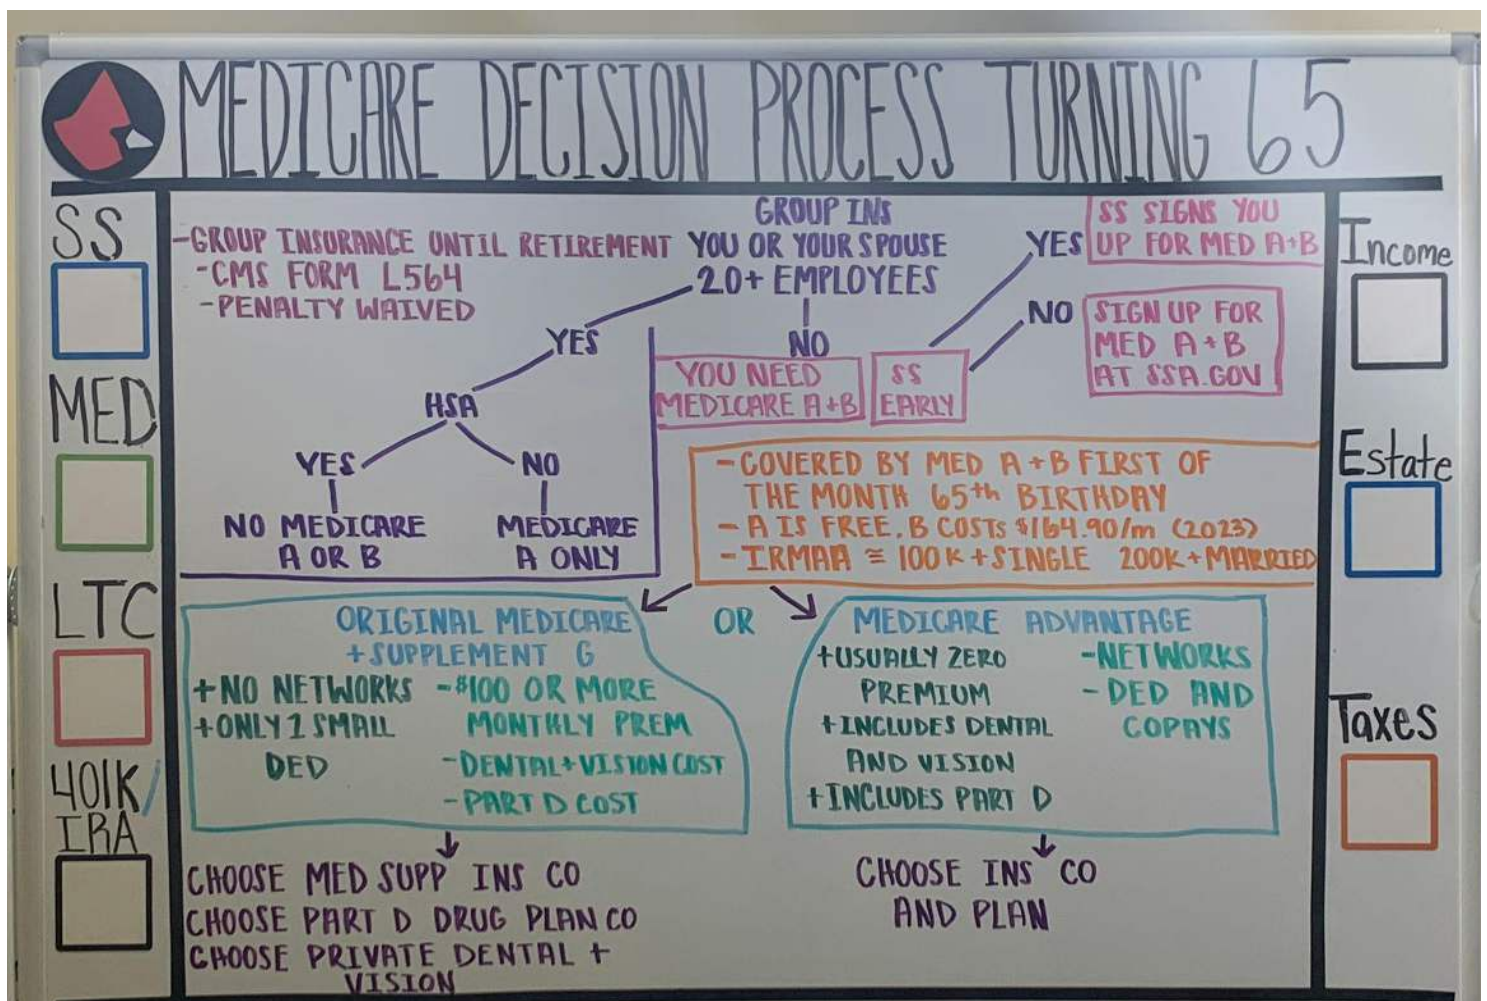 MEDICARE DECISION PROCESS TURNING 65
SS
MED
LTC
401K/
IRA
-GROUP INSURANCE UNTIL RETIREMENT
-CMS FORM L564
-PENALTY WAIVED
GROUP INS
YOU OR YOUR SPOUSE
20+ EMPLOYEES
YES
HSA
YES
NO
NO MEDICARE
A OR B
MEDICARE
A ONLY
NO
YOU NEED
MEDICARE A+B
SS
EARLY
YES
SS SIGNS YOU
UP FOR MED A+B
NO
SIGN UP FOR
MED A+B
AT SSA.GOV
-COVERED BY MED A+B FIRST OF
THE MONTH 65th BIRTHDAY
-A IS FREE, B COSTS $164.90/m (2023)
-IRMAA ≅ 100K+SINGLE 200K+MARRIED
ORIGINAL MEDICARE
+SUPPLEMENT G
+NO NETWORKS
+ONLY 1 SMALL
DED
-$100 OR MORE
MONTHLY PREM
-DENTAL+VISION COST
-PART D COST
OR
MEDICARE ADVANTAGE
+USUALLY ZERO
PREMIUM
+INCLUDES DENTAL
AND VISION
+INCLUDES PART D
-NETWORKS
-DED AND
COPAYS
CHOOSE MED SUPP INS CO
CHOOSE PART D DRUG PLAN CO
CHOOSE PRIVATE DENTAL +
VISION
CHOOSE INS CO
AND PLAN
Income
Estate
Taxes